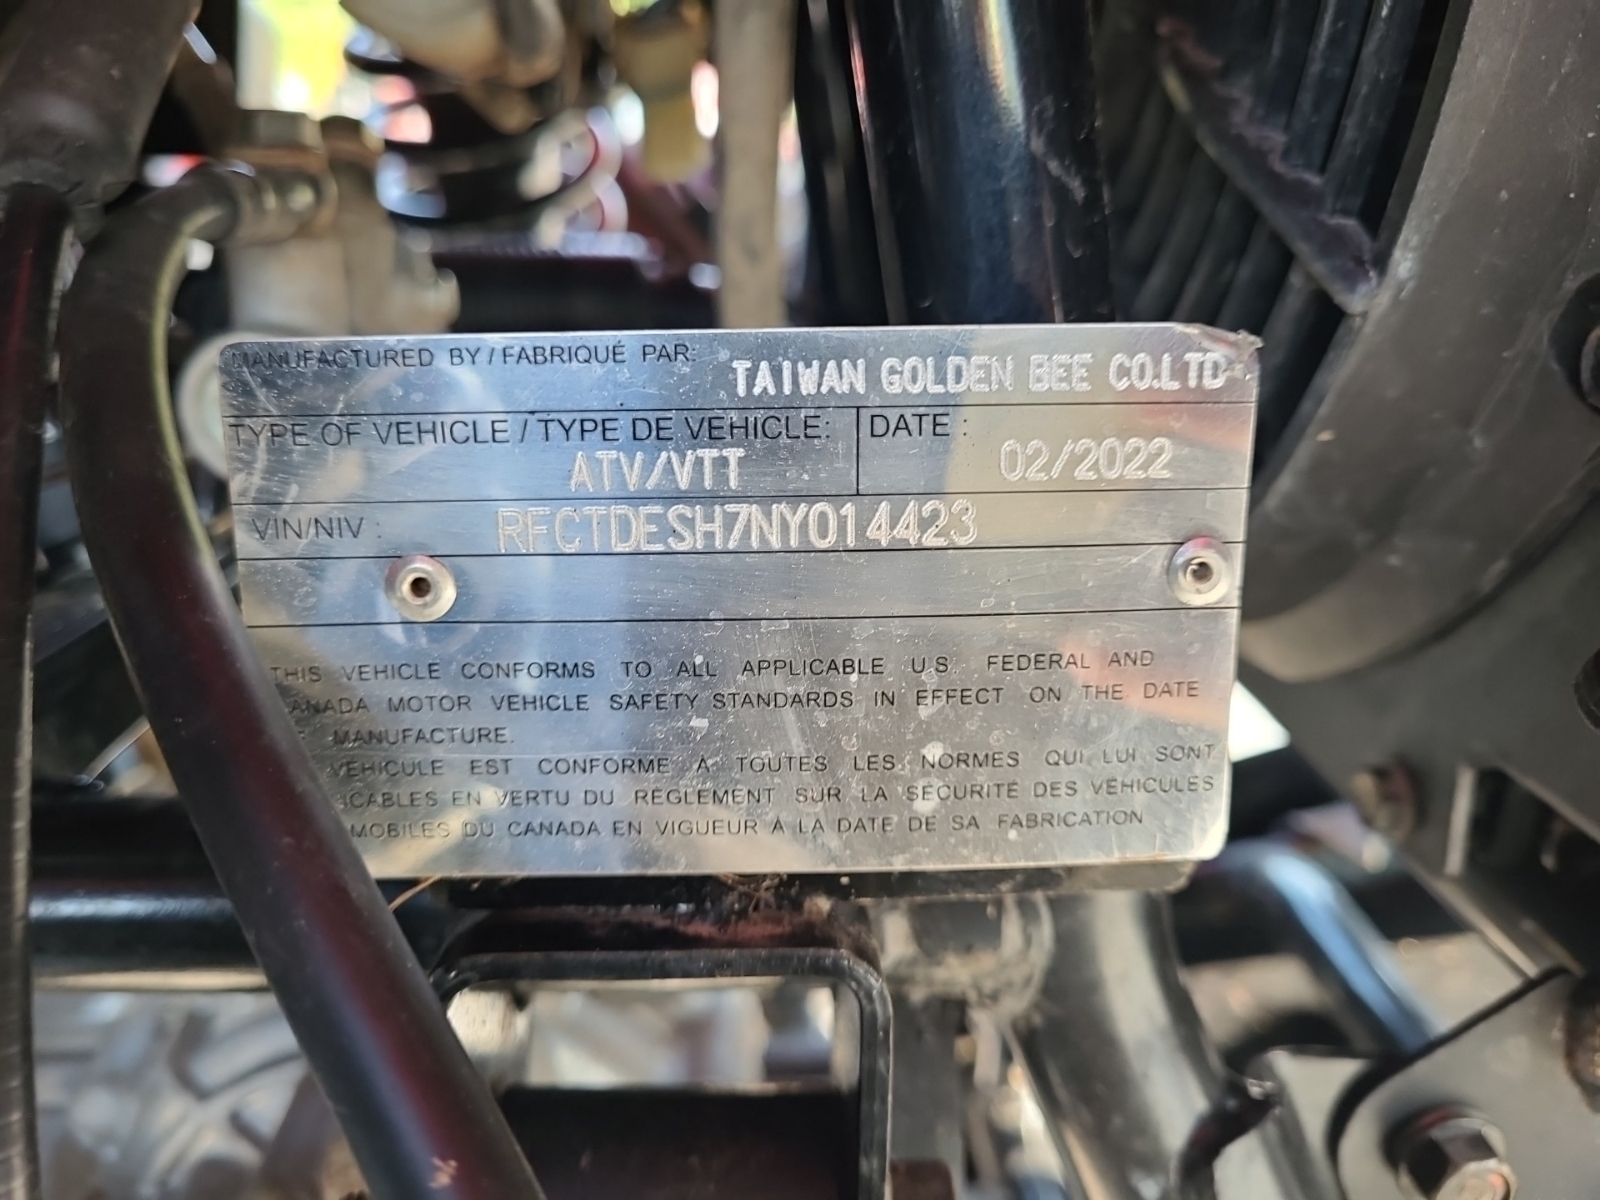 MANUFACTURED BY / FABRIQUÉ PAR: TAIWAN GOLDEN BEE CO.LTD
TYPE OF VEHICLE / TYPE DE VEHICLE: DATE :
ATV/VTT 02/2022
VIN/NIV : RFCTDESH7NY014423
THIS VEHICLE CONFORMS TO ALL APPLICABLE U.S. FEDERAL AND
ANADA MOTOR VEHICLE SAFETY STANDARDS IN EFFECT ON THE DATE
MANUFACTURE.
VEHICULE EST CONFORME A TOUTES LES NORMES QUI LUI SONT
ICABLES EN VERTU DU REGLEMENT SUR LA SECURITE DES VEHICULES
MOBILES DU CANADA EN VIGUEUR A LA DATE DE SA FABRICATION